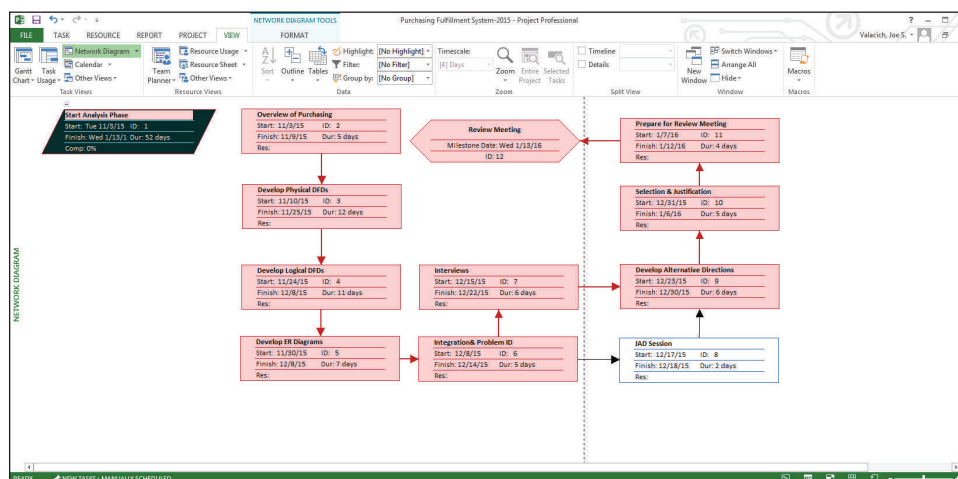 NETWORK DIAGRAM TOOLS
Purchasing Fulfillment System-2015 - Project Professional
FILE TASK RESOURCE REPORT PROJECT VIEW FORMAT
Valacich, Joe S.
Gantt Chart
Task Usage
Network Diagram
Calendar
Other Views
Task Views
Team Planner
Resource Usage
Resource Sheet
Other Views
Resource Views
Sort
Outline
Tables
Highlight: [No Highlight]
Filter: [No Filter]
Group by: [No Group]
Data
Timescale:
[4] Days
Zoom
Entire Project
Selected Tasks
Zoom
Timeline
Details
Split View
New Window
Switch Windows
Arrange All
Hide
Window
Macros
Macros
NETWORK DIAGRAM
Start Analysis Phase
Start: Tue 11/3/15 ID: 1
Finish: Wed 1/13/1 Dur: 52 days
Comp: 0%
Overview of Purchasing
Start: 11/3/15 ID: 2
Finish: 11/9/15 Dur: 5 days
Res:
Review Meeting
Milestone Date: Wed 1/13/16
ID: 12
Prepare for Review Meeting
Start: 1/7/16 ID: 11
Finish: 1/12/16 Dur: 4 days
Res:
Develop Physical DFDs
Start: 11/10/15 ID: 3
Finish: 11/25/15 Dur: 12 days
Res:
Selection & Justification
Start: 12/31/15 ID: 10
Finish: 1/6/16 Dur: 5 days
Res:
Develop Logical DFDs
Start: 11/24/15 ID: 4
Finish: 12/8/15 Dur: 11 days
Res:
Interviews
Start: 12/15/15 ID: 7
Finish: 12/22/15 Dur: 6 days
Res:
Develop Alternative Directions
Start: 12/23/15 ID: 9
Finish: 12/30/15 Dur: 6 days
Res:
Develop ER Diagrams
Start: 11/30/15 ID: 5
Finish: 12/8/15 Dur: 7 days
Res:
Integration& Problem ID
Start: 12/8/15 ID: 6
Finish: 12/14/15 Dur: 5 days
Res:
JAD Session
Start: 12/17/15 ID: 8
Finish: 12/18/15 Dur: 2 days
Res:
READY NEW TASKS : MANUALLY SCHEDULED